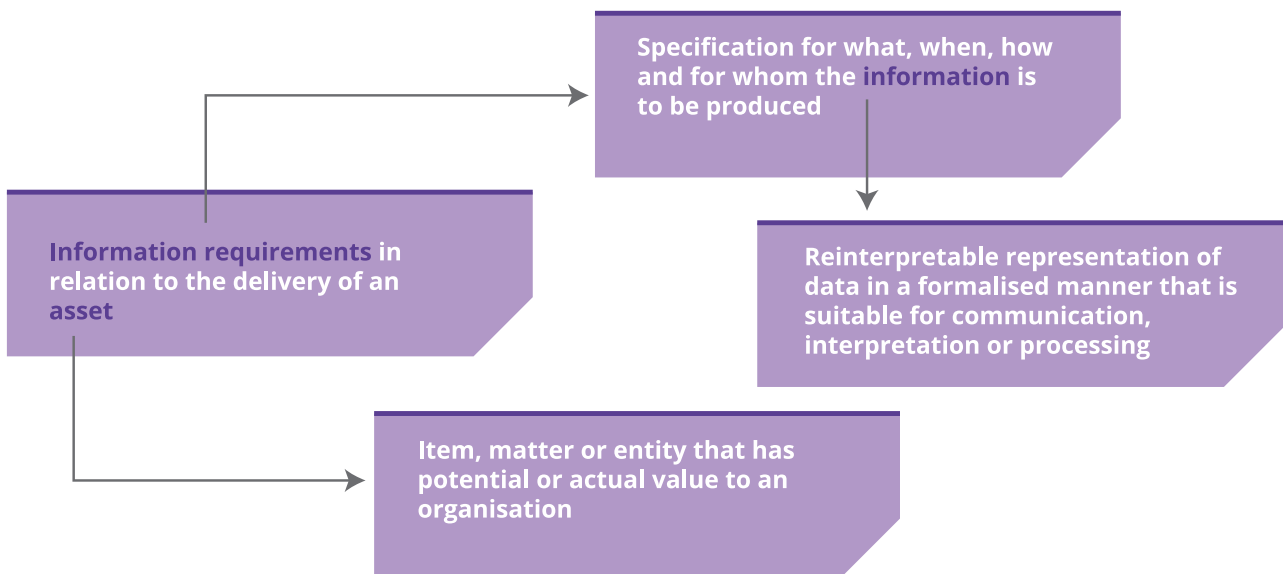 Specification for what, when, how
and for whom the information is
to be produced
Information requirements in
relation to the delivery of an
asset
Reinterpretable representation of
data in a formalised manner that is
suitable for communication,
interpretation or processing
Item, matter or entity that has
potential or actual value to an
organisation